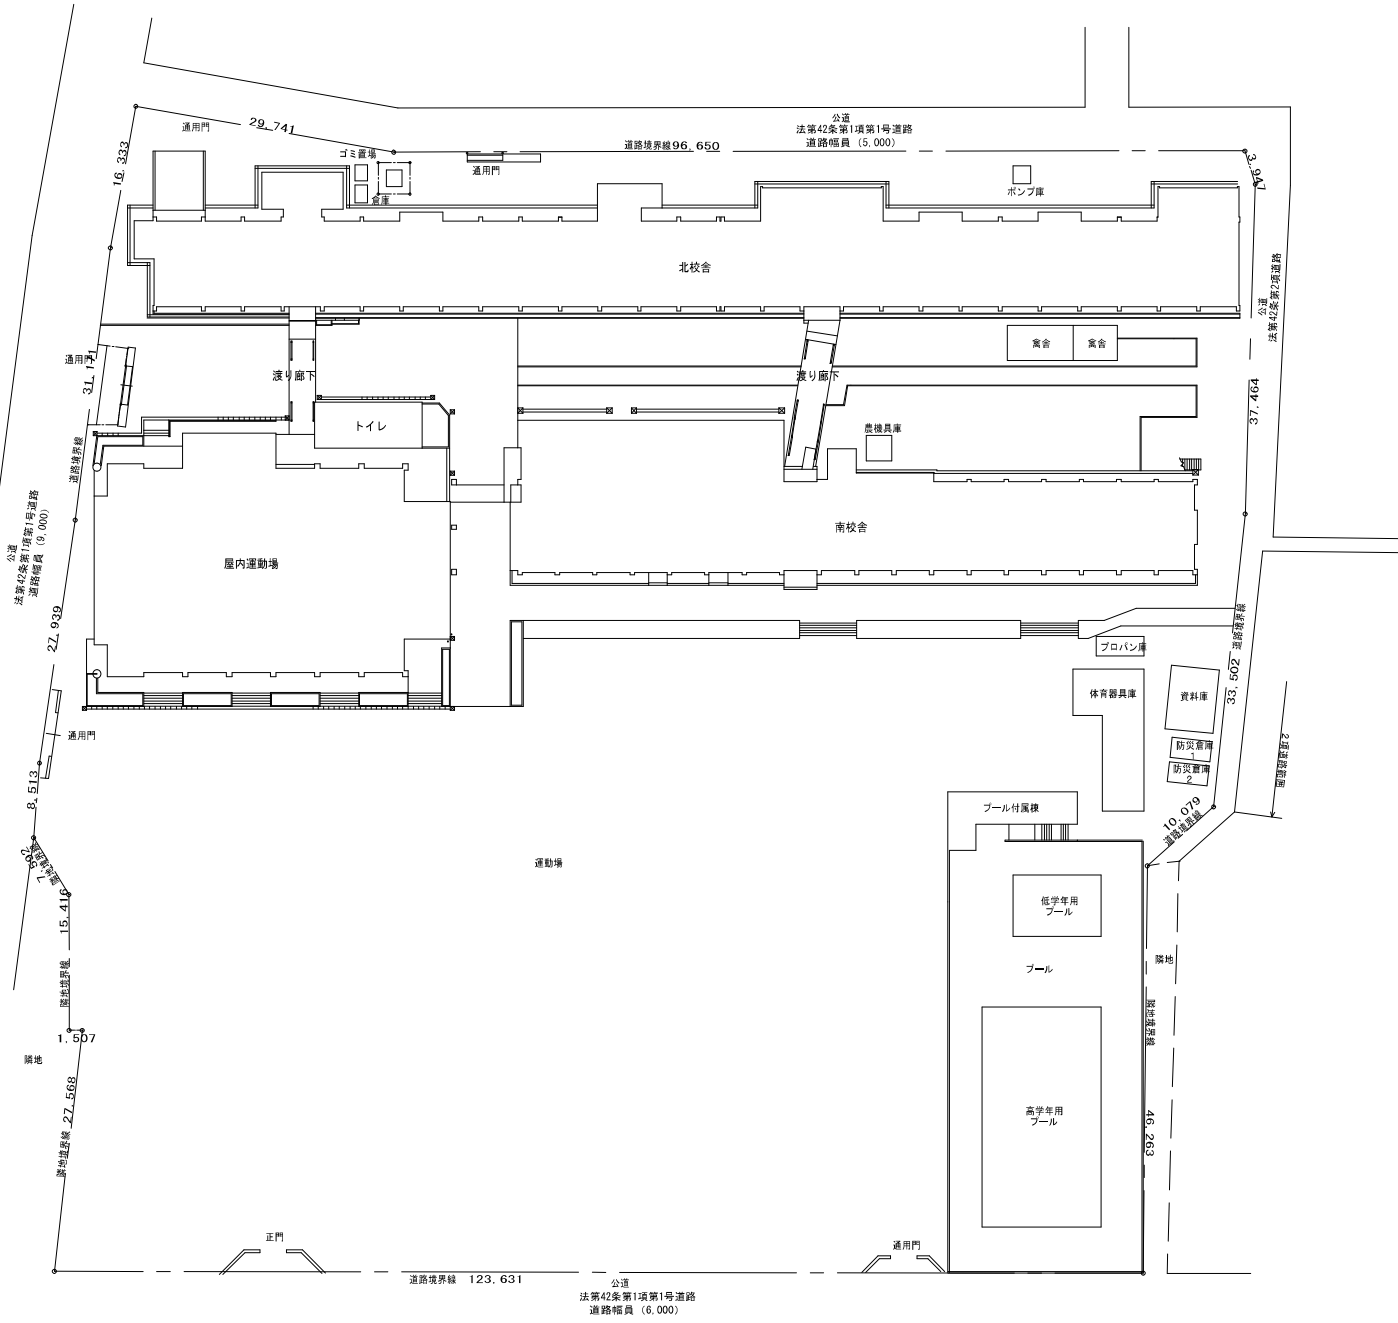 公道
法第42条第1項第1号道路
道路幅員（5,000）
通用門
29,741
道路境界線96,650
16,333
ゴミ置場
倉庫
通用門
ポンプ庫
3,947
北校舎
公道
法第42条第2項道路
通用門
31,171
渡り廊下
渡り廊下
禽舎
禽舎
37,464
トイレ
農機具庫
道路境界線
公道
法第42条第1項第1号道路
道路幅員（9,000）
南校舎
屋内運動場
27,939
プロパン庫
道路境界線
33,502
体育器具庫
資料庫
通用門
防災倉庫
1
防災倉庫
2
2項道路範囲
8,513
プール付属棟
10,079
道路境界線
7,592
隣地境界線
運動場
15,416
低学年用
プール
隣地境界線
プール
隣地
隣地境界線
1,507
隣地
27,568
隣地境界線
高学年用
プール
46,263
正門
通用門
道路境界線 123,631
公道
法第42条第1項第1号道路
道路幅員（6,000）